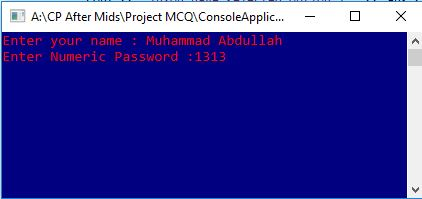 A:\CP After Mids\Project MCQ\ConsoleApplic...
Enter your name : Muhammad Abdullah
Enter Numeric Password :1313